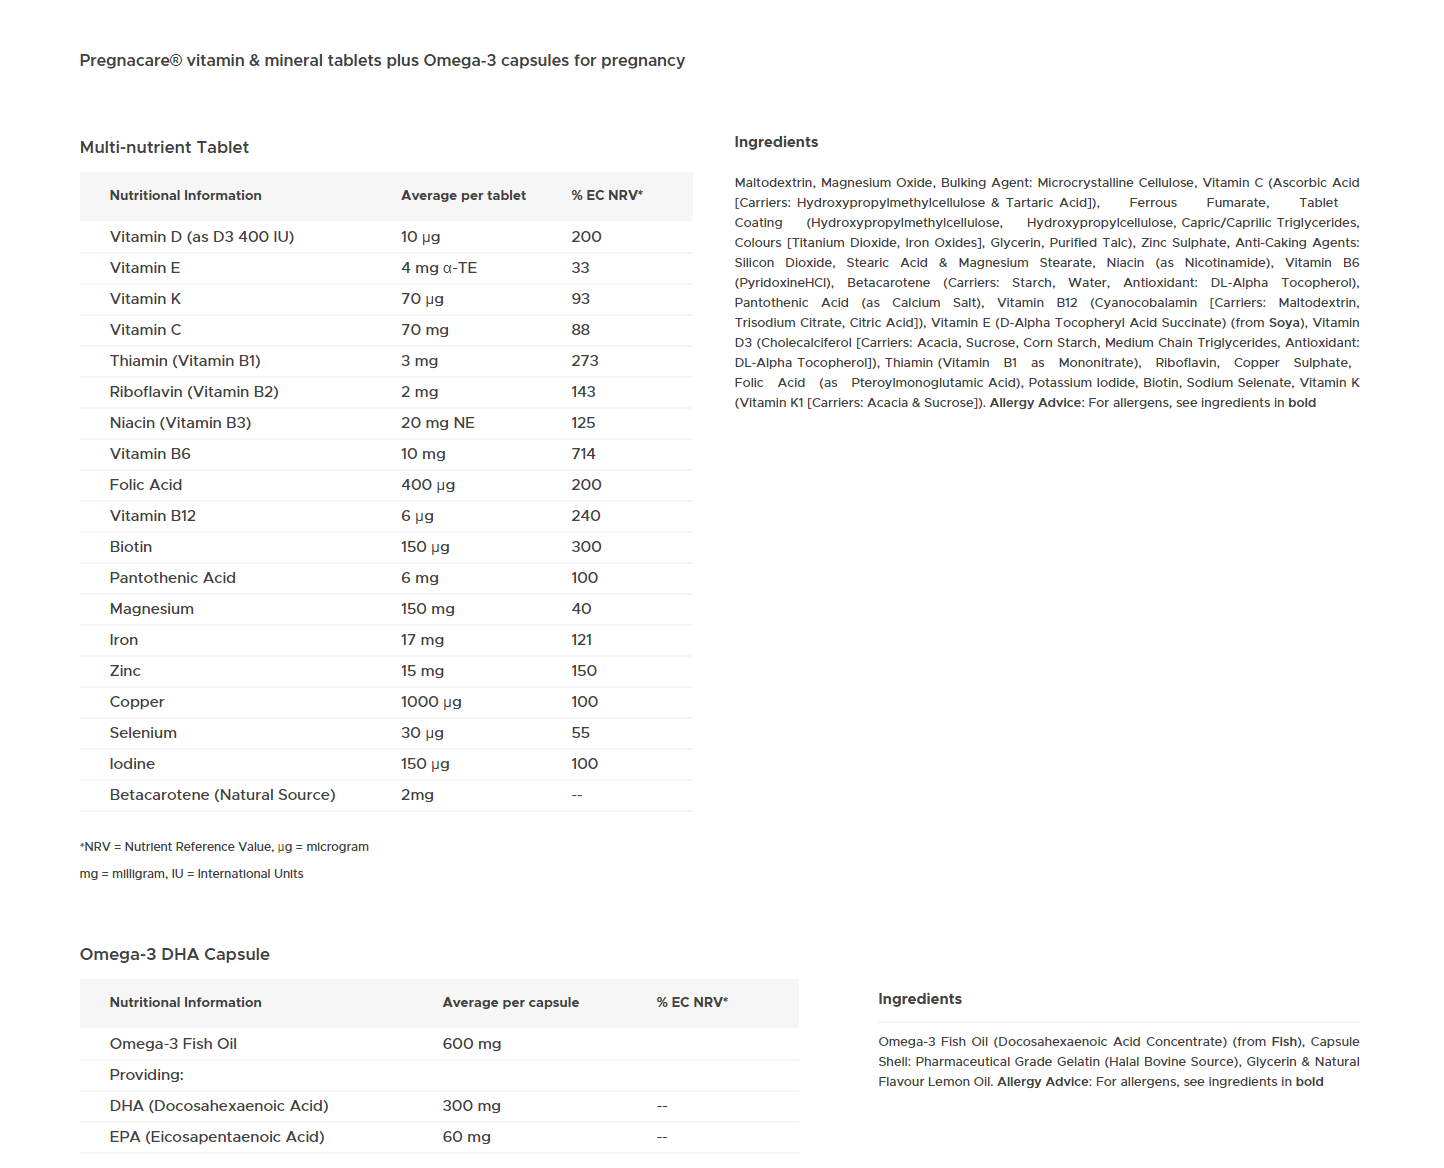 Pregnacare® vitamin & mineral tablets plus Omega-3 capsules for pregnancy
Multi-nutrient Tablet
Nutritional Information Average per tablet % EC NRV*
Vitamin D (as D3 400 IU) 10 µg 200
Vitamin E 4 mg α-TE 33
Vitamin K 70 µg 93
Vitamin C 70 mg 88
Thiamin (Vitamin B1) 3 mg 273
Riboflavin (Vitamin B2) 2 mg 143
Niacin (Vitamin B3) 20 mg NE 125
Vitamin B6 10 mg 714
Folic Acid 400 µg 200
Vitamin B12 6 µg 240
Biotin 150 µg 300
Pantothenic Acid 6 mg 100
Magnesium 150 mg 40
Iron 17 mg 121
Zinc 15 mg 150
Copper 1000 µg 100
Selenium 30 µg 55
Iodine 150 µg 100
Betacarotene (Natural Source) 2mg --
*NRV = Nutrient Reference Value, µg = microgram
mg = milligram, IU = International Units
Ingredients
Maltodextrin, Magnesium Oxide, Bulking Agent: Microcrystalline Cellulose, Vitamin C (Ascorbic Acid
[Carriers: Hydroxypropylmethylcellulose & Tartaric Acid]), Ferrous Fumarate, Tablet
Coating (Hydroxypropylmethylcellulose, Hydroxypropylcellulose, Capric/Caprilic Triglycerides,
Colours [Titanium Dioxide, Iron Oxides], Glycerin, Purified Talc), Zinc Sulphate, Anti-Caking Agents:
Silicon Dioxide, Stearic Acid & Magnesium Stearate, Niacin (as Nicotinamide), Vitamin B6
(PyridoxineHCl), Betacarotene (Carriers: Starch, Water, Antioxidant: DL-Alpha Tocopherol),
Pantothenic Acid (as Calcium Salt), Vitamin B12 (Cyanocobalamin [Carriers: Maltodextrin,
Trisodium Citrate, Citric Acid]), Vitamin E (D-Alpha Tocopheryl Acid Succinate) (from Soya), Vitamin
D3 (Cholecalciferol [Carriers: Acacia, Sucrose, Corn Starch, Medium Chain Triglycerides, Antioxidant:
DL-Alpha Tocopherol]), Thiamin (Vitamin B1 as Mononitrate), Riboflavin, Copper Sulphate,
Folic Acid (as Pteroylmonoglutamic Acid), Potassium Iodide, Biotin, Sodium Selenate, Vitamin K
(Vitamin K1 [Carriers: Acacia & Sucrose]). Allergy Advice: For allergens, see ingredients in bold
Omega-3 DHA Capsule
Nutritional Information Average per capsule % EC NRV*
Omega-3 Fish Oil 600 mg
Providing:
DHA (Docosahexaenoic Acid) 300 mg --
EPA (Eicosapentaenoic Acid) 60 mg --
Ingredients
Omega-3 Fish Oil (Docosahexaenoic Acid Concentrate) (from Fish), Capsule
Shell: Pharmaceutical Grade Gelatin (Halal Bovine Source), Glycerin & Natural
Flavour Lemon Oil. Allergy Advice: For allergens, see ingredients in bold